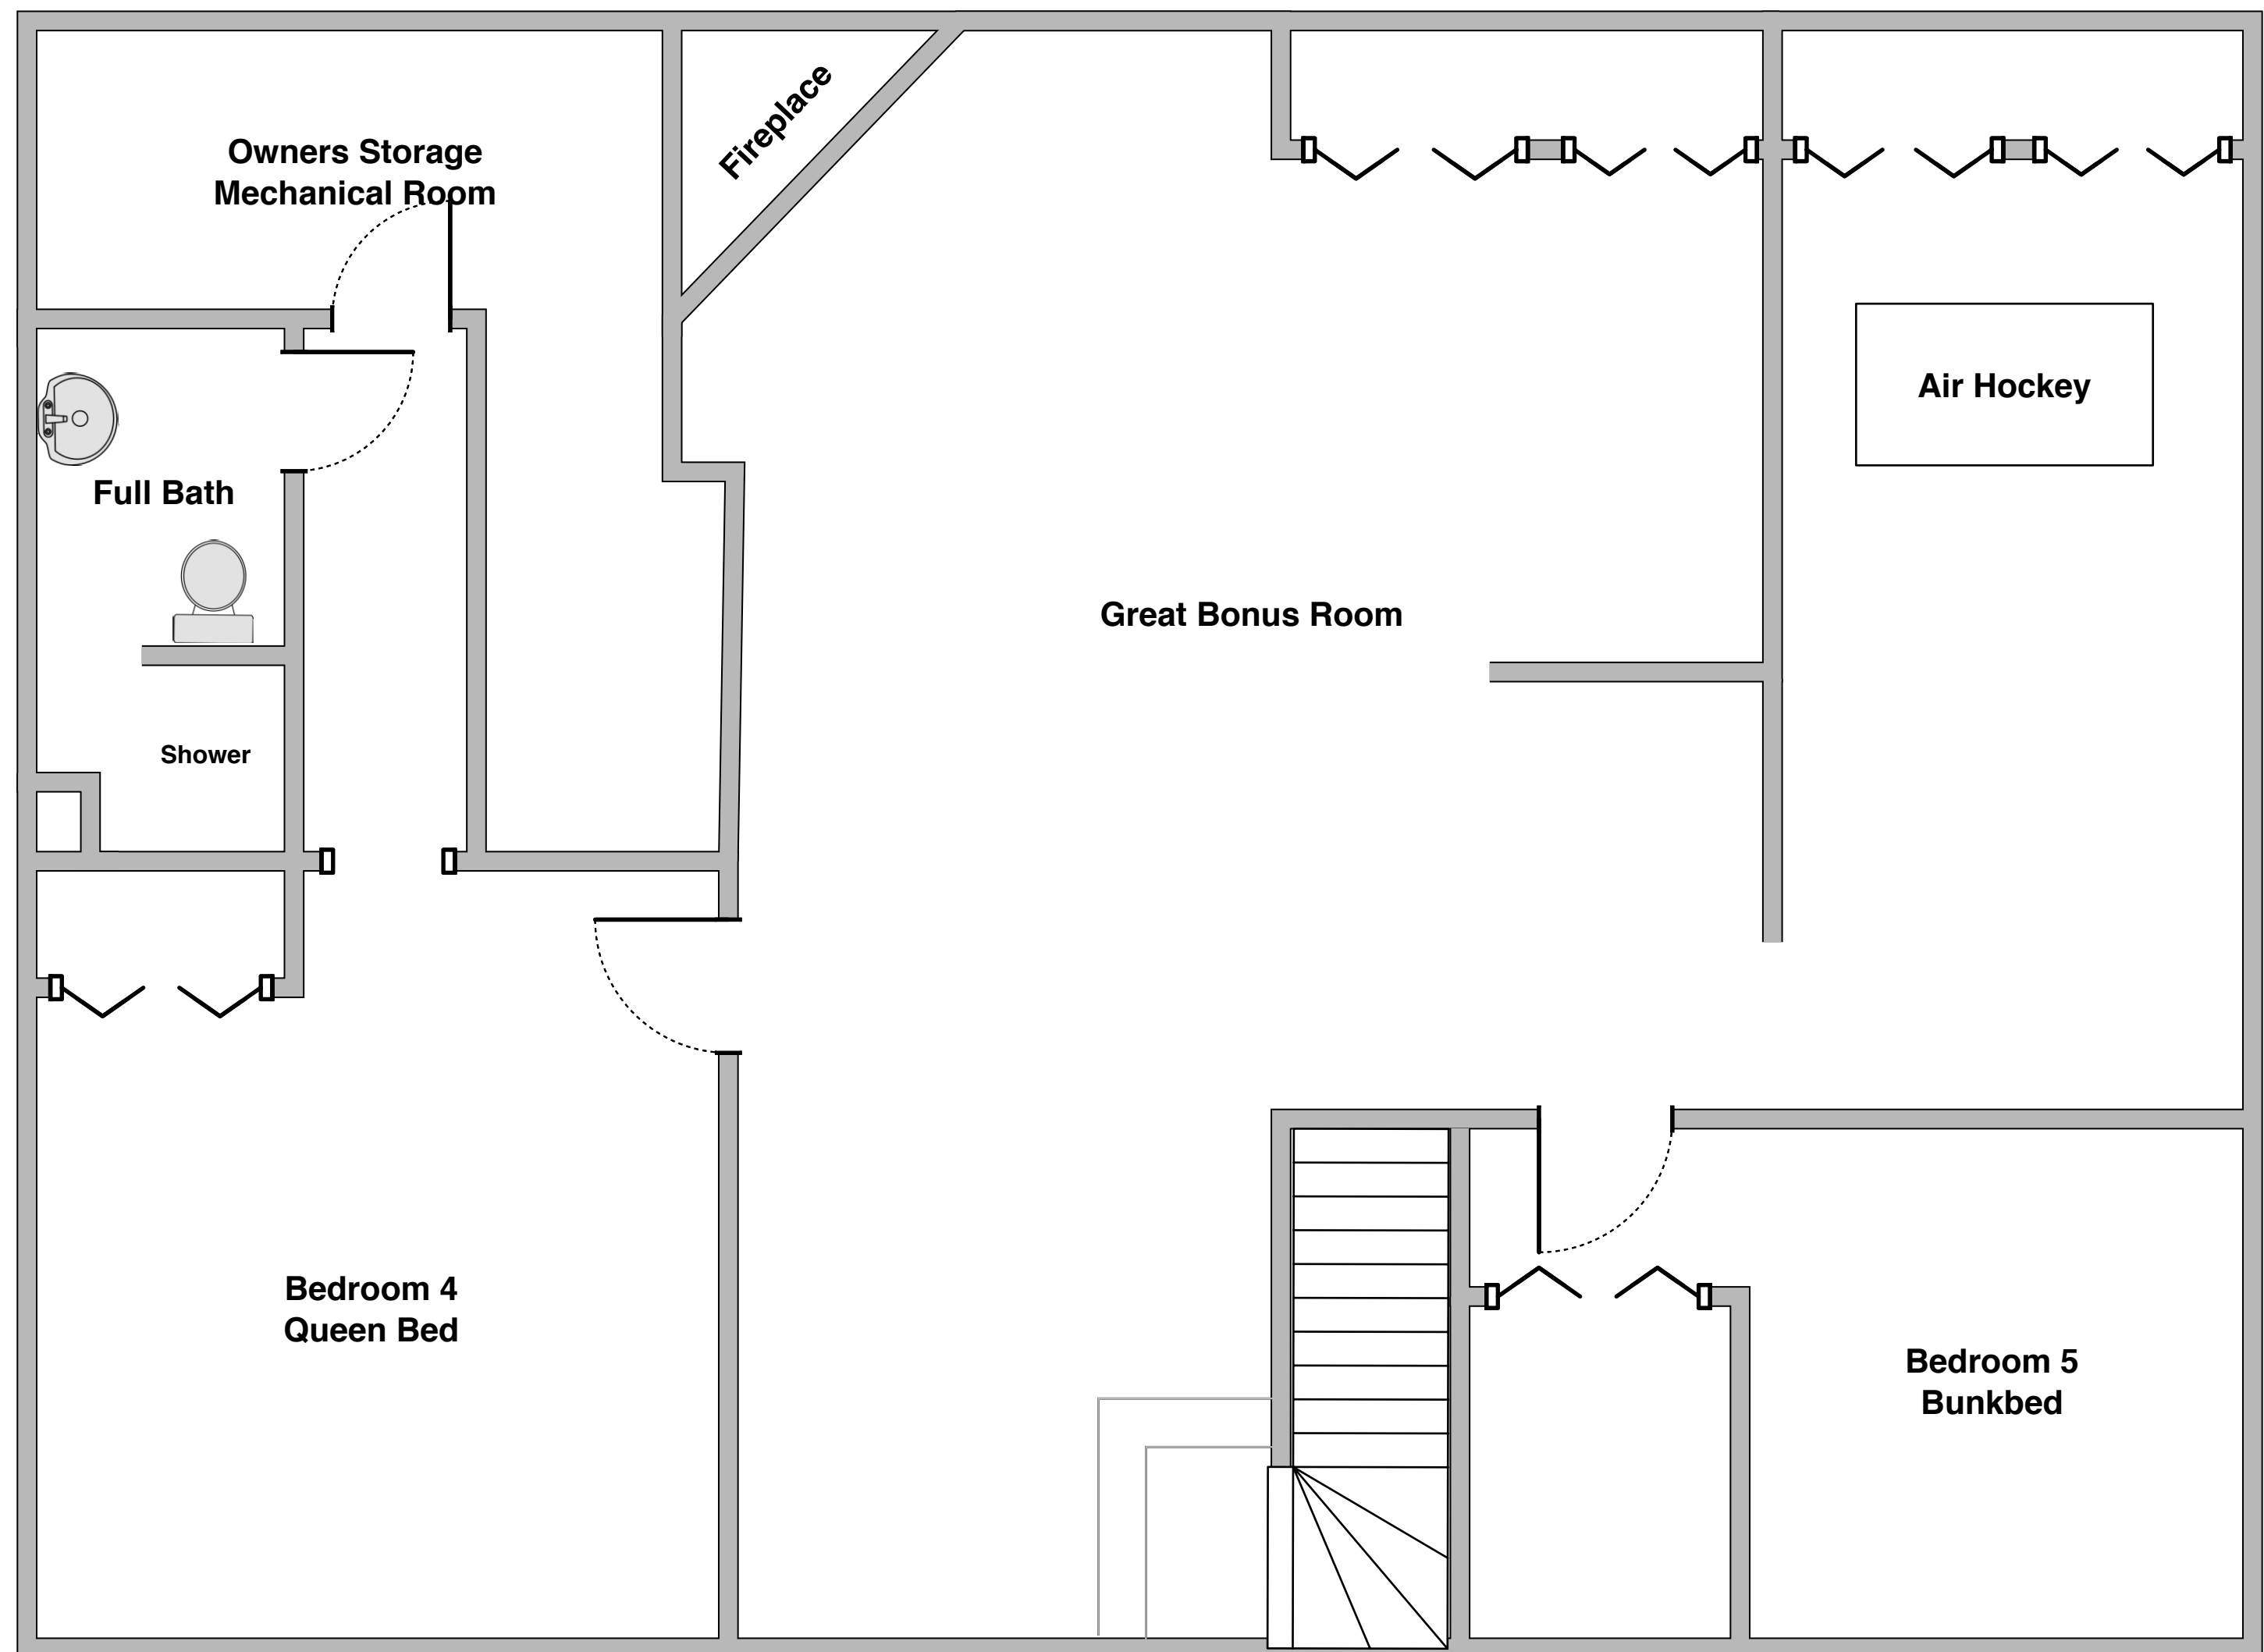 Owners Storage
Mechanical Room
Fireplace
Air Hockey
Full Bath
Great Bonus Room
Shower
Bedroom 4
Queen Bed
Bedroom 5
Bunkbed